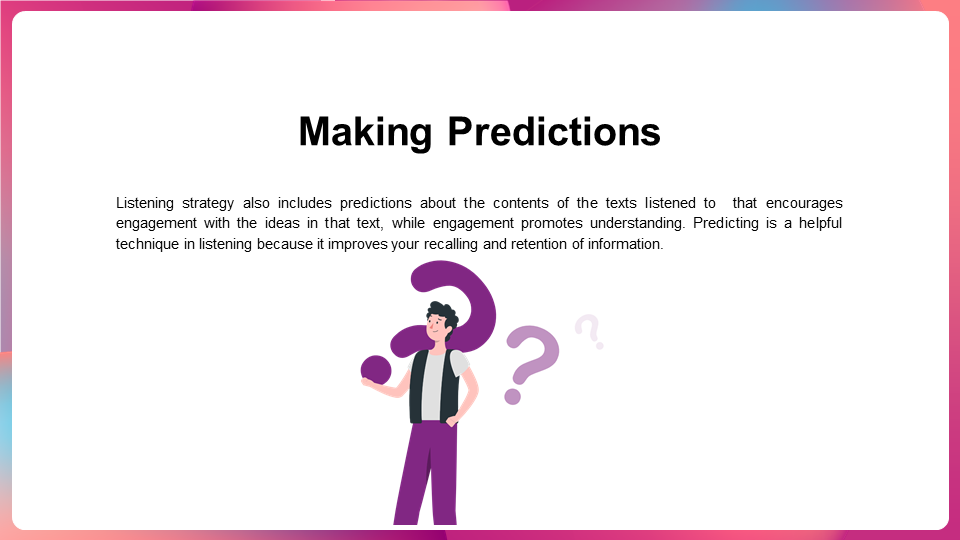 Making Predictions
Listening strategy also includes predictions about the contents of the texts listened to  that encourages
engagement with the ideas in that text, while engagement promotes understanding. Predicting is a helpful
technique in listening because it improves your recalling and retention of information.